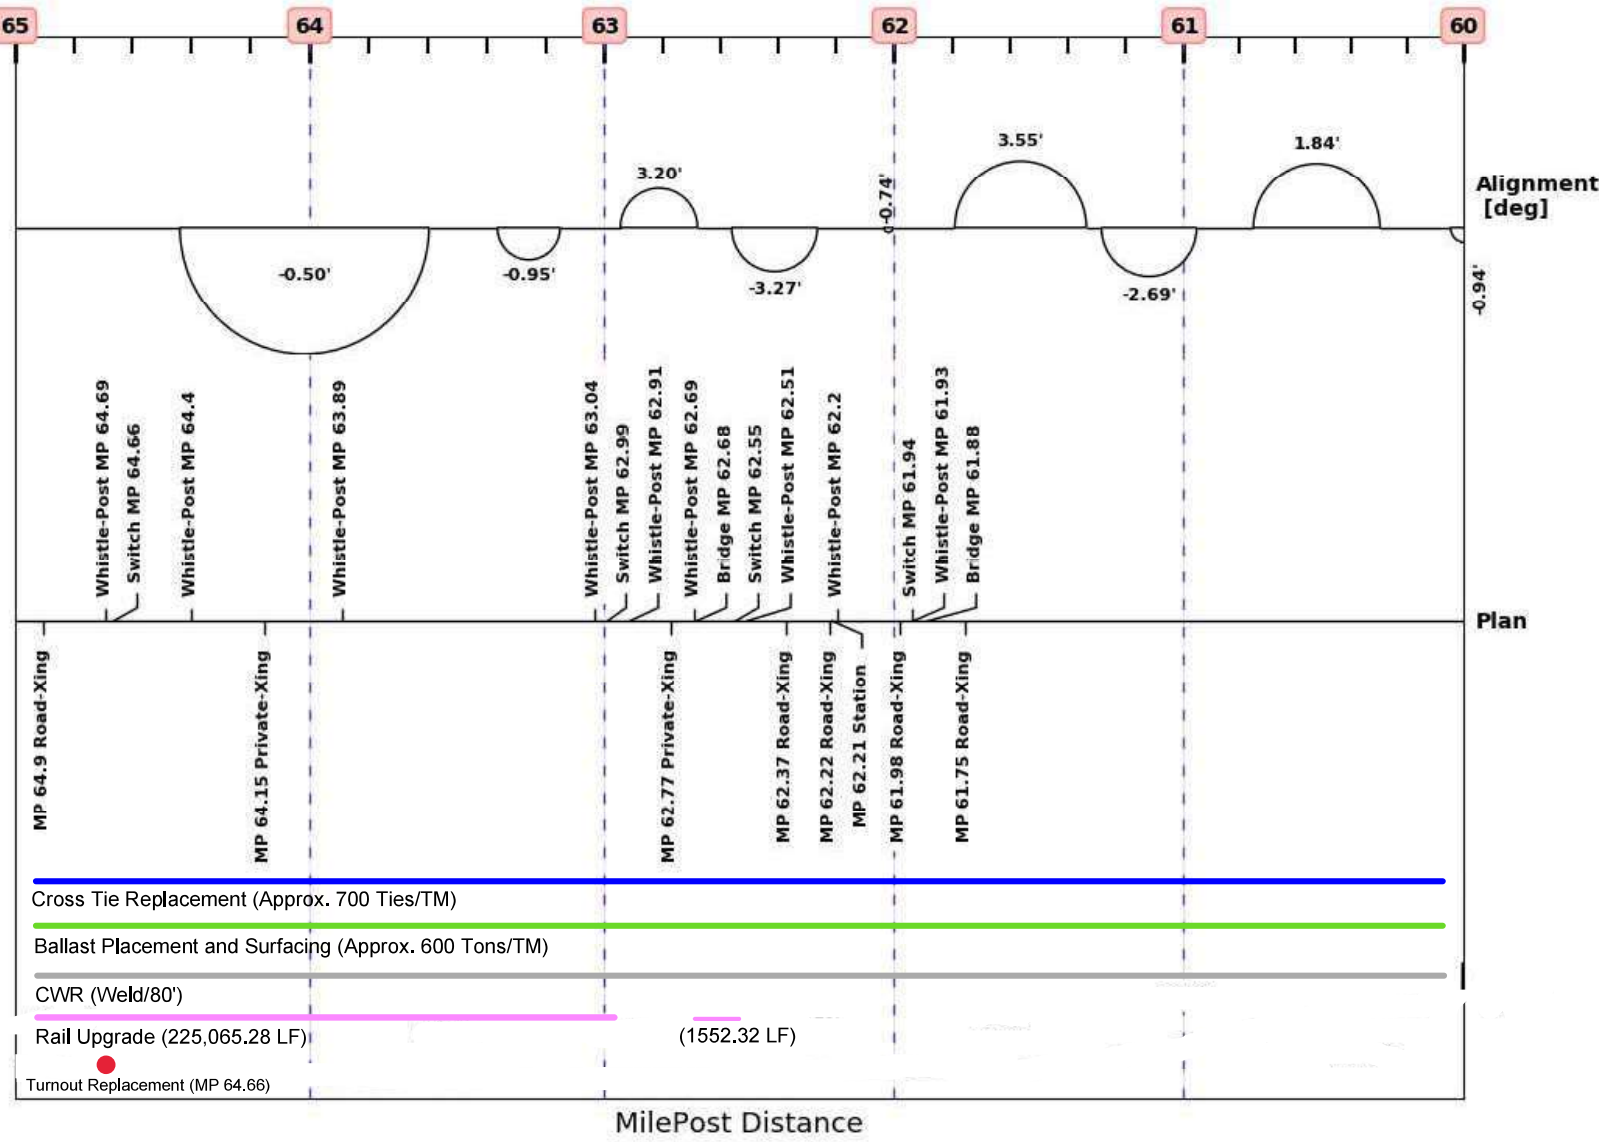 65
64
63
62
61
60
3.55'
1.84'
3.20'
-0.74'
Alignment
[deg]
-0.50'
-0.95'
-3.27'
-2.69'
-0.94'
Whistle-Post MP 64.69
Switch MP 64.66
Whistle-Post MP 64.4
Whistle-Post MP 63.89
Whistle-Post MP 63.04
Switch MP 62.99
Whistle-Post MP 62.91
Whistle-Post MP 62.69
Bridge MP 62.68
Switch MP 62.55
Whistle-Post MP 62.51
Whistle-Post MP 62.2
Switch MP 61.94
Whistle-Post MP 61.93
Bridge MP 61.88
Plan
MP 64.9 Road-Xing
MP 64.15 Private-Xing
MP 62.77 Private-Xing
MP 62.37 Road-Xing
MP 62.22 Road-Xing
MP 62.21 Station
MP 61.98 Road-Xing
MP 61.75 Road-Xing
Cross Tie Replacement (Approx. 700 Ties/TM)
Ballast Placement and Surfacing (Approx. 600 Tons/TM)
CWR (Weld/80')
Rail Upgrade (225,065.28 LF)
(1552.32 LF)
Turnout Replacement (MP 64.66)
MilePost Distance